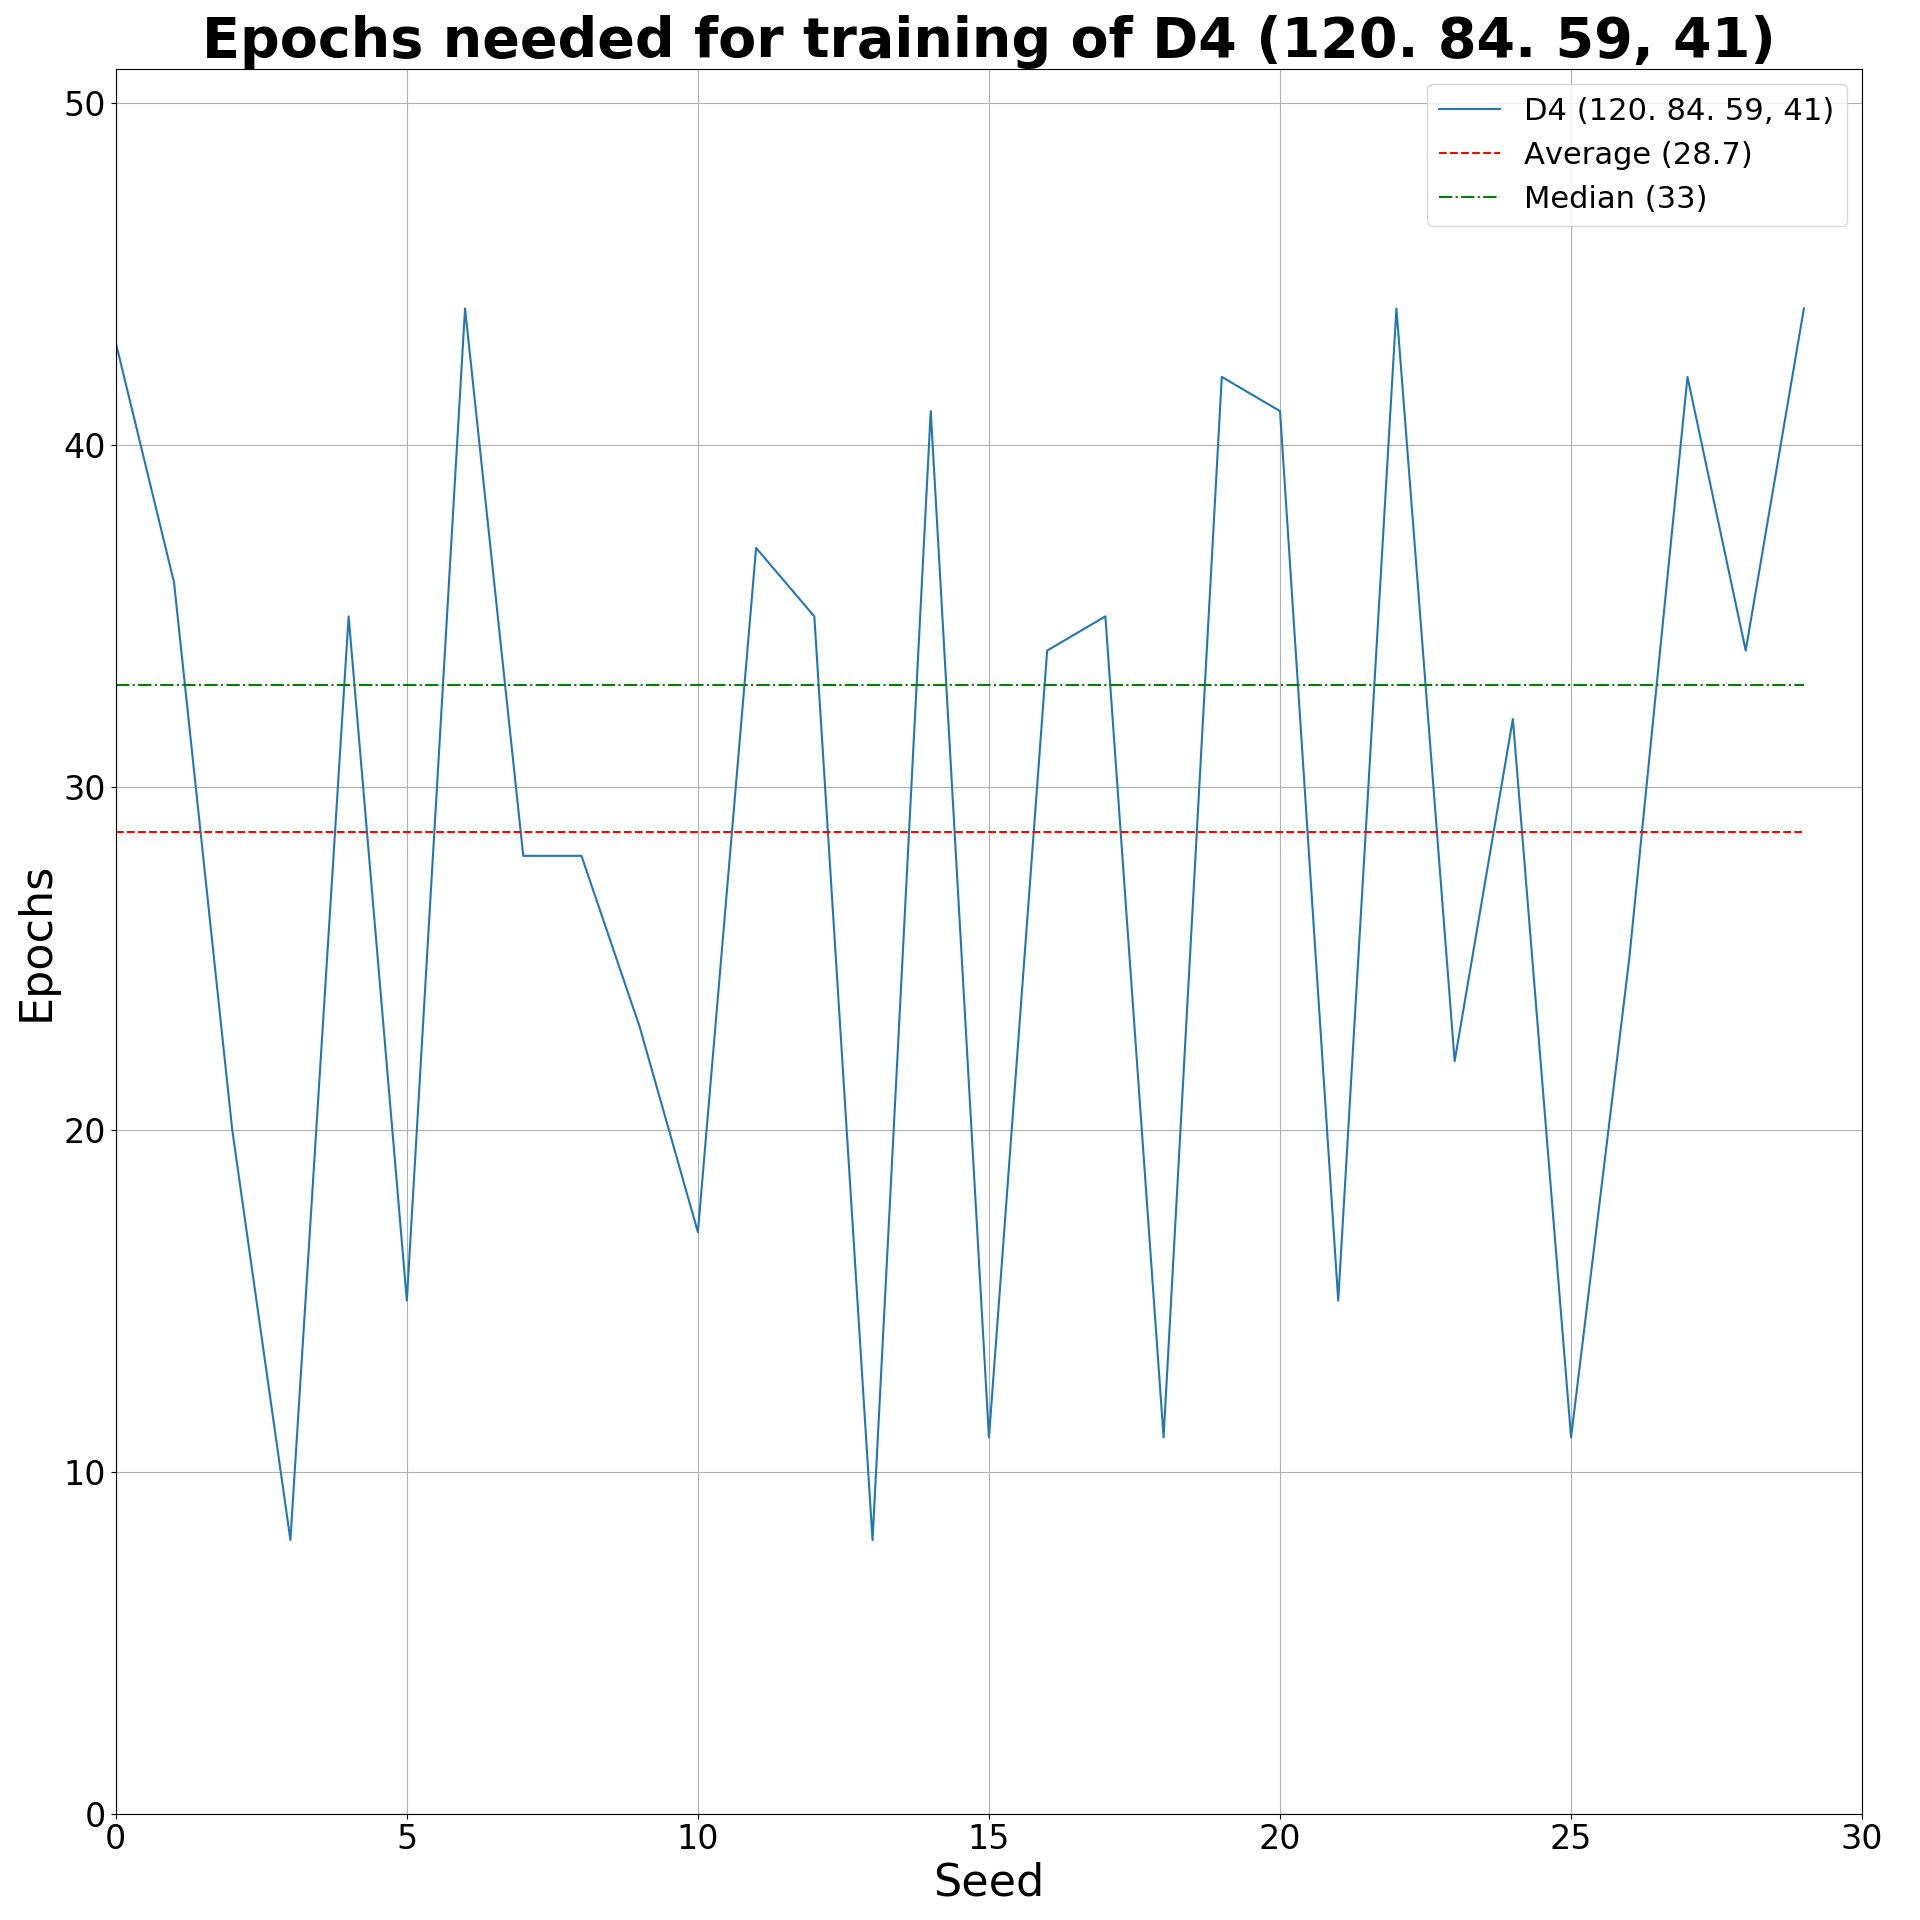 Epochs needed for training of D4 (120. 84. 59, 41)
D4 (120. 84. 59, 41)
Average (28.7)
Median (33)
50
40
30
20
10
0
Epochs
0 5 10 15 20 25 30
Seed